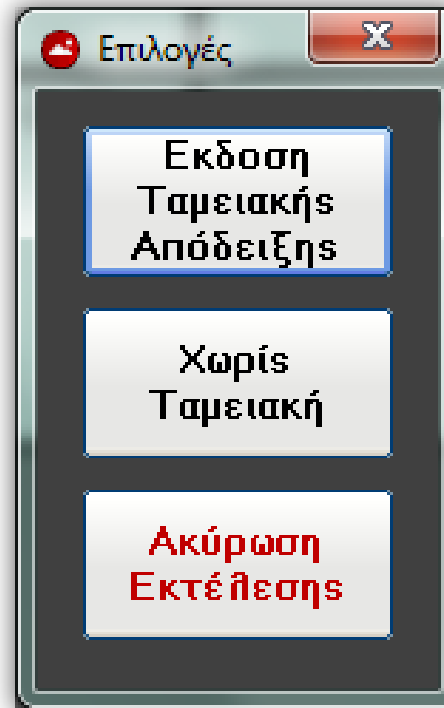 Επιλογές
Εκδοση
Ταμειακής
Απόδειξης
Χωρίς
Ταμειακή
Ακύρωση
Εκτέλεσης